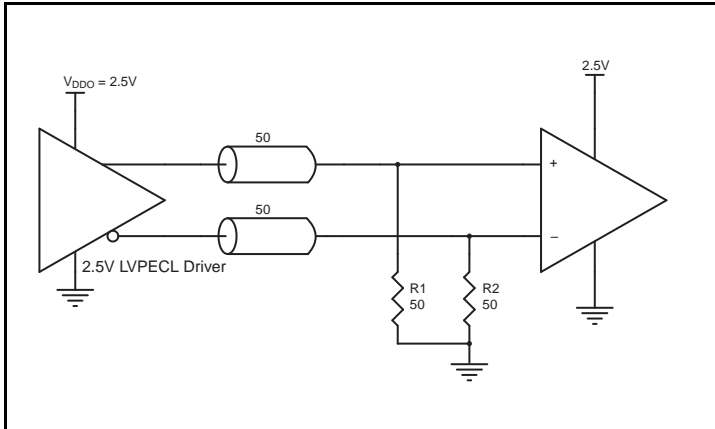 V_DDO = 2.5V
2.5V
50
+
50
–
2.5V LVPECL Driver
R1
50
R2
50